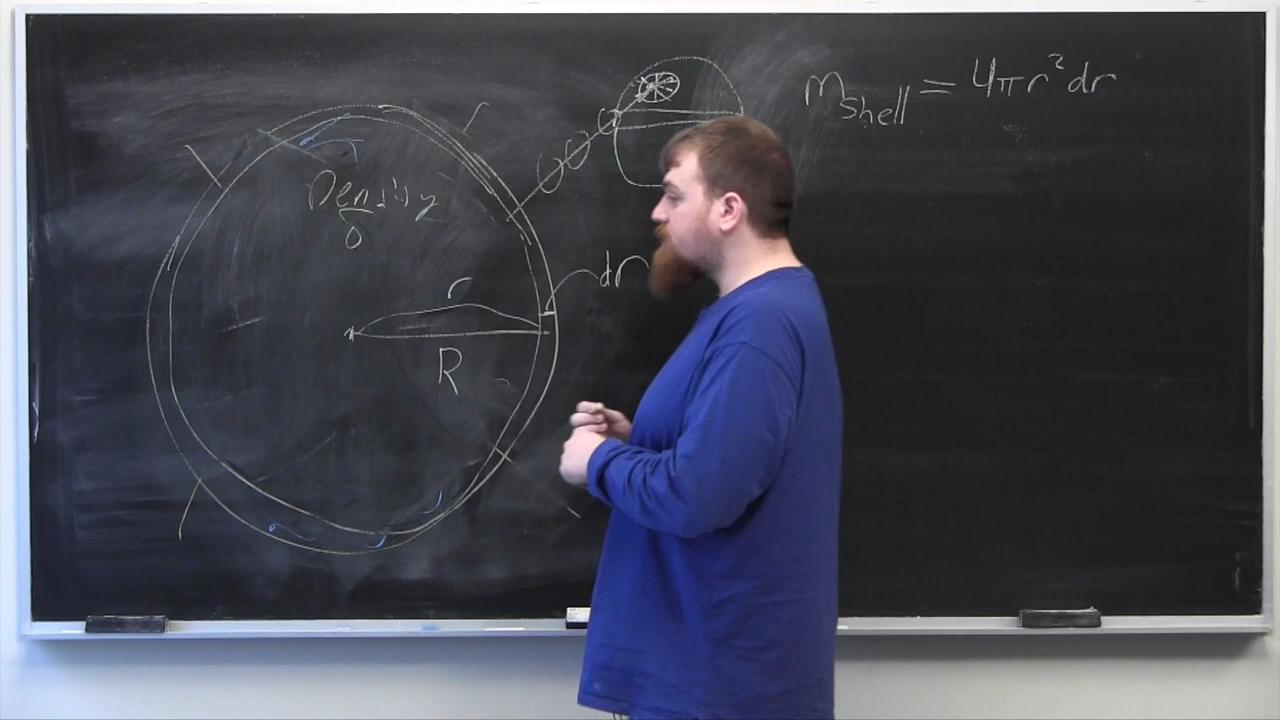 m_shell = 4πr²dr
Density
r
dr
R